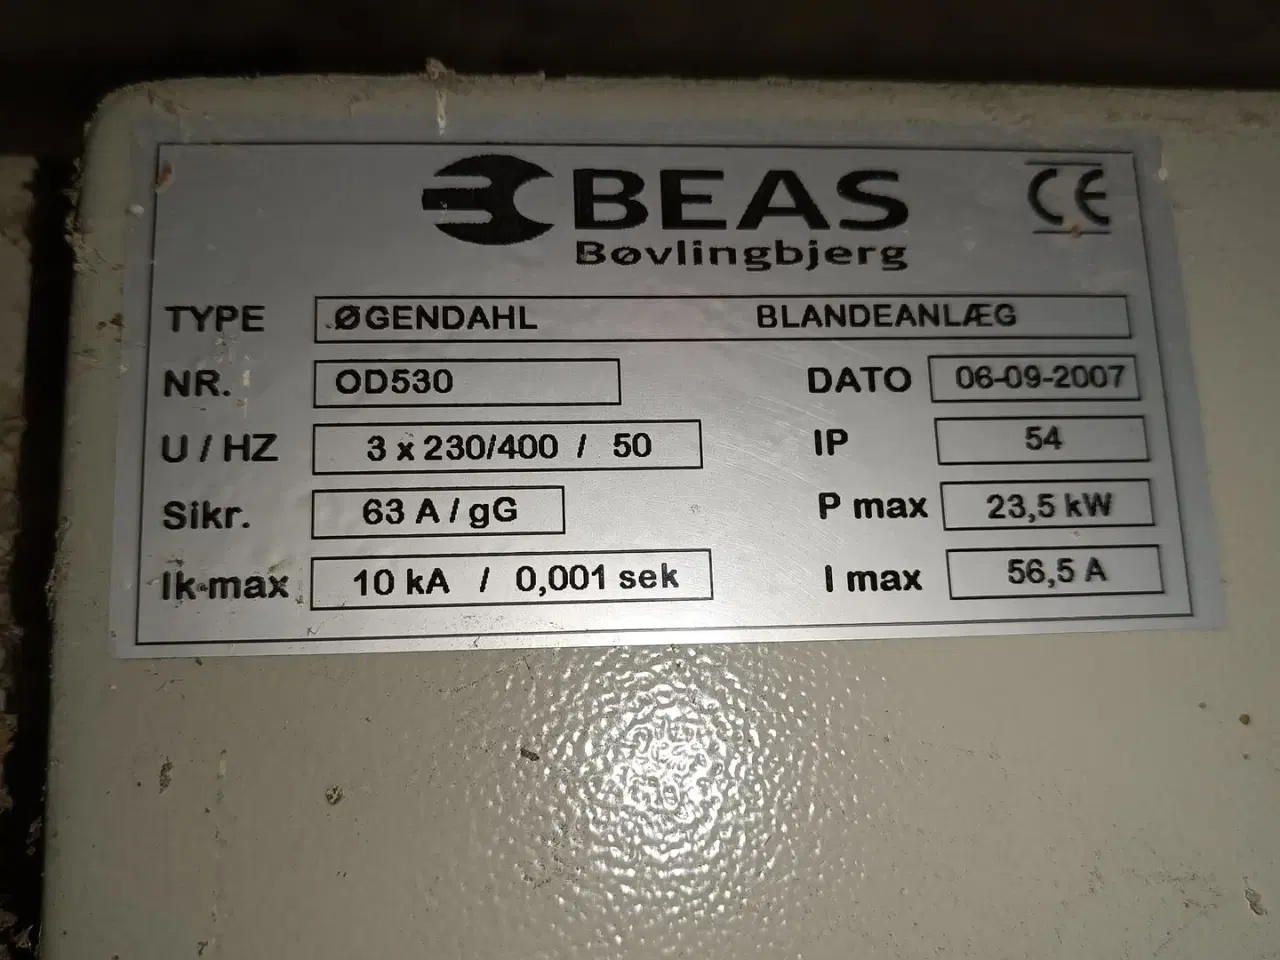 BEAS
Bøvlingbjerg
CE
TYPE ØGENDAHL BLANDEANLÆG
NR. OD530 DATO 06-09-2007
U / HZ 3 x 230/400 / 50 IP 54
Sikr. 63 A / gG P max 23,5 kW
Ik-max 10 kA / 0,001 sek I max 56,5 A